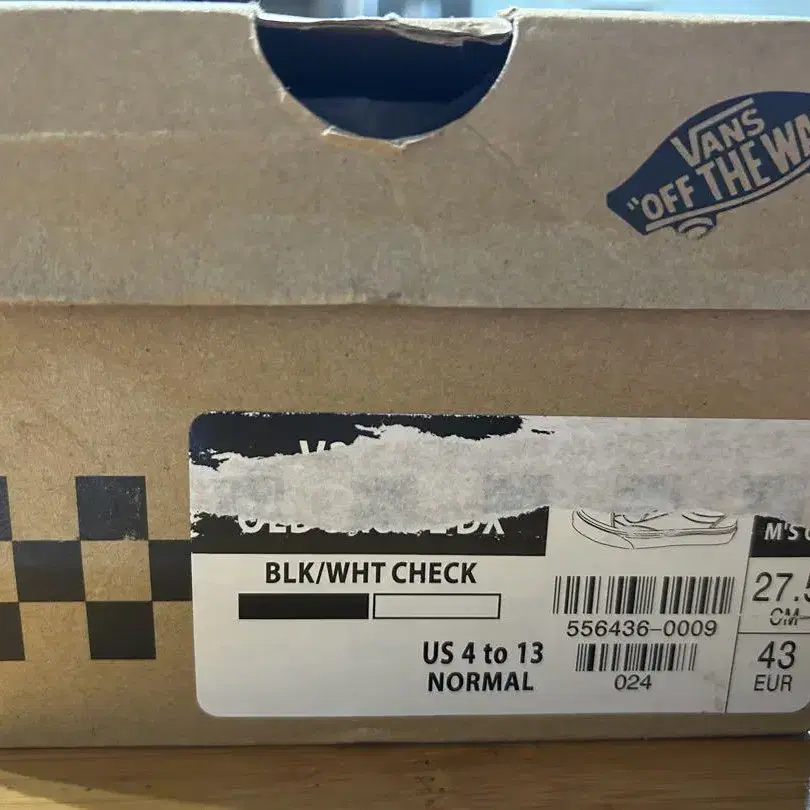 VANS
"OFF THE WA
BLK/WHT CHECK
US 4 to 13
NORMAL
556436-0009
024
M'S
27.5
CM
43
EUR